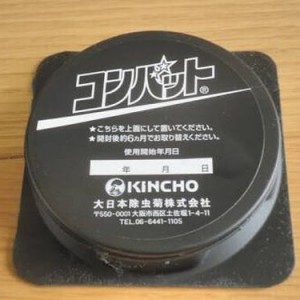 コンバット®
★こちらを上面にして置いてください。
★開封後約6ヵ月でお取り替えください。
使用開始年月日
年 月 日
KINCHO
大日本除虫菊株式会社
〒550-0001 大阪市西区土佐堀1-4-11
TEL.06-6441-1105